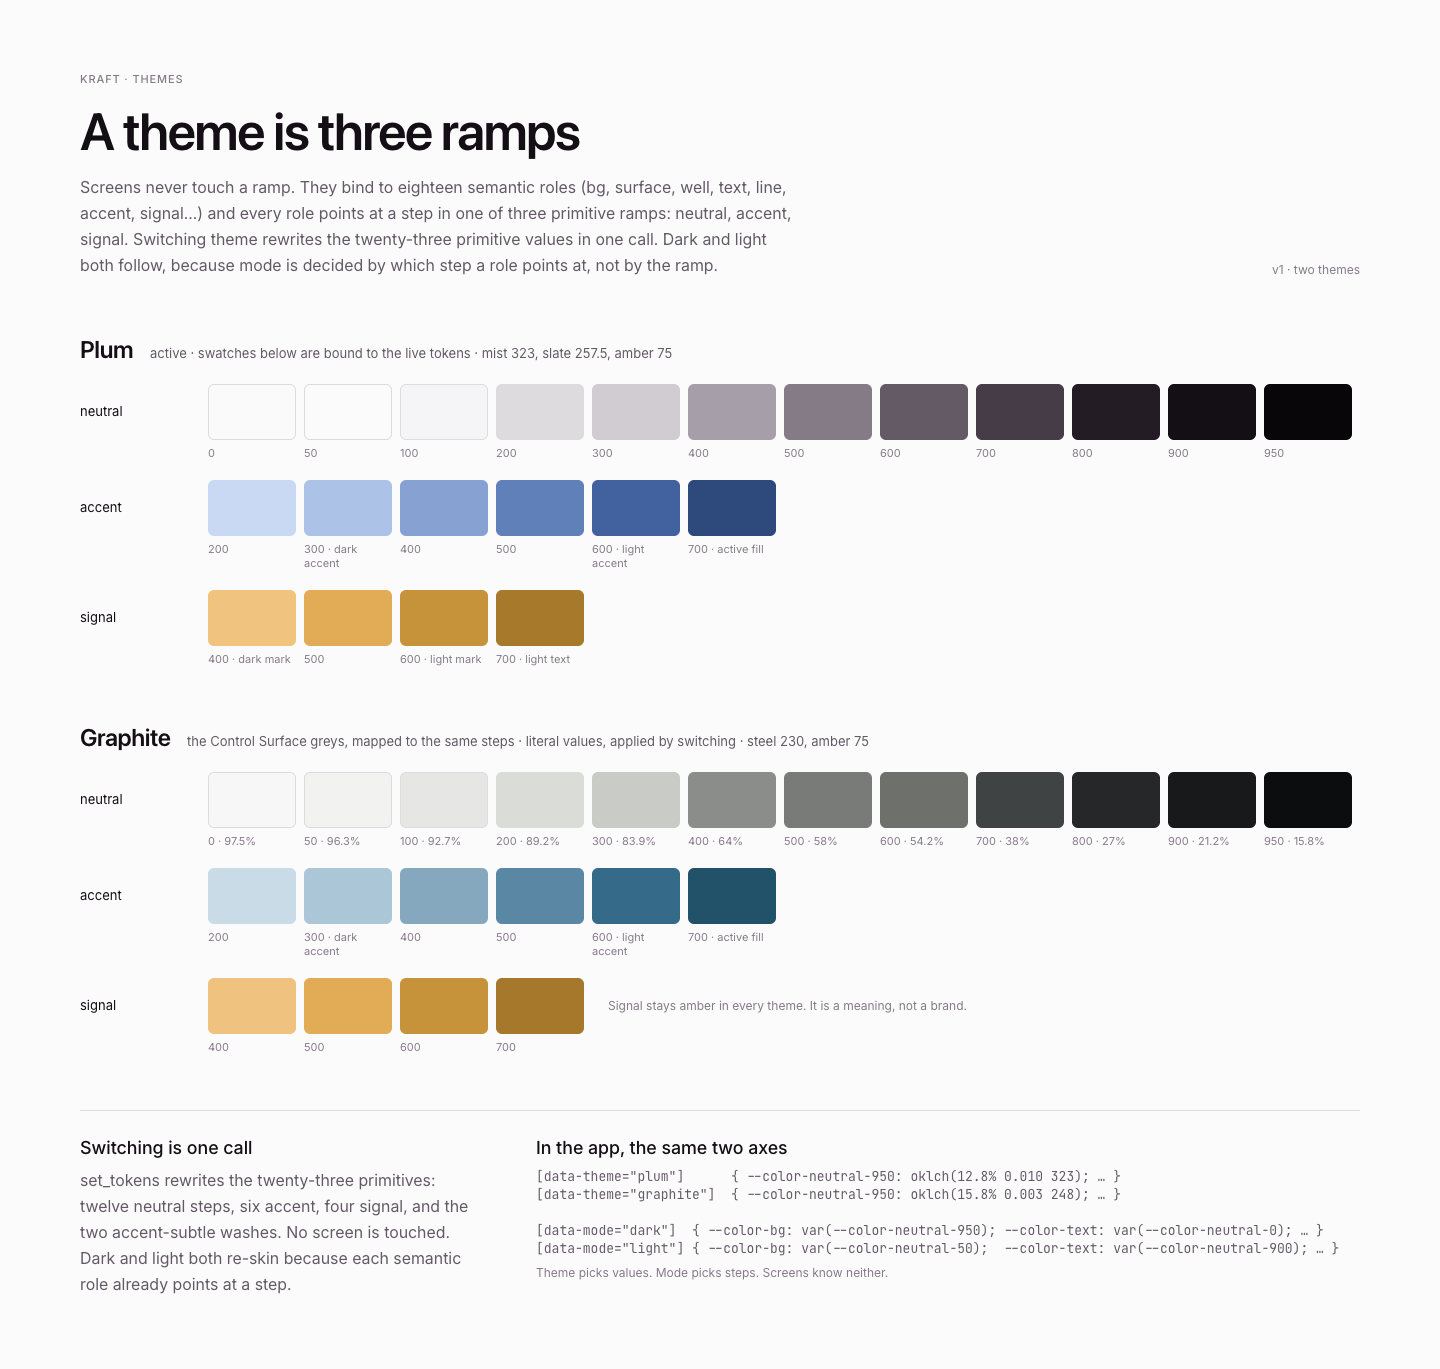 KRAFT · THEMES
A theme is three ramps
Screens never touch a ramp. They bind to eighteen semantic roles (bg, surface, well, text, line,
accent, signal…) and every role points at a step in one of three primitive ramps: neutral, accent,
signal. Switching theme rewrites the twenty-three primitive values in one call. Dark and light
both follow, because mode is decided by which step a role points at, not by the ramp.
v1 · two themes
Plum active · swatches below are bound to the live tokens · mist 323, slate 257.5, amber 75
neutral
0 50 100 200 300 400 500 600 700 800 900 950
accent
200 300 · dark accent 400 500 600 · light accent 700 · active fill
signal
400 · dark mark 500 600 · light mark 700 · light text
Graphite the Control Surface greys, mapped to the same steps · literal values, applied by switching · steel 230, amber 75
neutral
0 · 97.5% 50 · 96.3% 100 · 92.7% 200 · 89.2% 300 · 83.9% 400 · 64% 500 · 58% 600 · 54.2% 700 · 38% 800 · 27% 900 · 21.2% 950 · 15.8%
accent
200 300 · dark accent 400 500 600 · light accent 700 · active fill
signal
Signal stays amber in every theme. It is a meaning, not a brand.
400 500 600 700
Switching is one call
set_tokens rewrites the twenty-three primitives:
twelve neutral steps, six accent, four signal, and the
two accent-subtle washes. No screen is touched.
Dark and light both re-skin because each semantic
role already points at a step.
In the app, the same two axes
[data-theme="plum"]      { --color-neutral-950: oklch(12.8% 0.010 323); … }
[data-theme="graphite"]  { --color-neutral-950: oklch(15.8% 0.003 248); … }
[data-mode="dark"]  { --color-bg: var(--color-neutral-950); --color-text: var(--color-neutral-0); … }
[data-mode="light"] { --color-bg: var(--color-neutral-50);  --color-text: var(--color-neutral-900); … }
Theme picks values. Mode picks steps. Screens know neither.